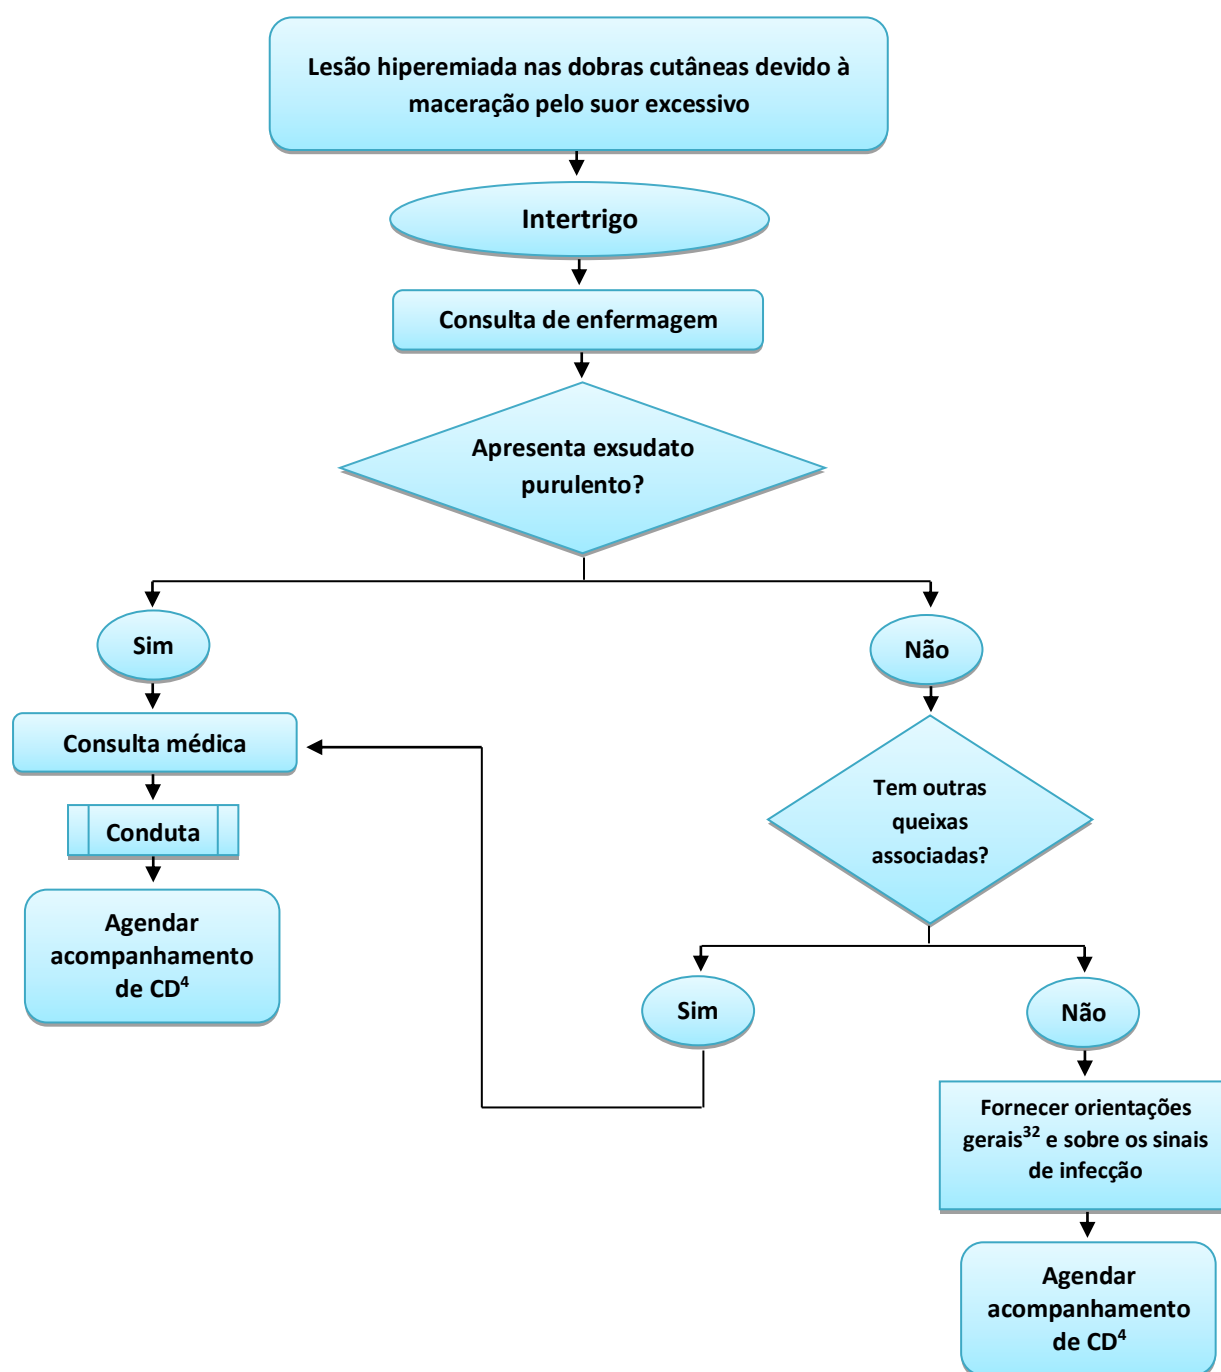 Lesão hiperemiada nas dobras cutâneas devido à
maceração pelo suor excessivo
Intertrigo
Consulta de enfermagem
Apresenta exsudato
purulento?
Sim
Não
Consulta médica
Tem outras
queixas
associadas?
Conduta
Agendar
acompanhamento
de CD⁴
Sim
Não
Fornecer orientações
gerais³² e sobre os sinais
de infecção
Agendar
acompanhamento
de CD⁴